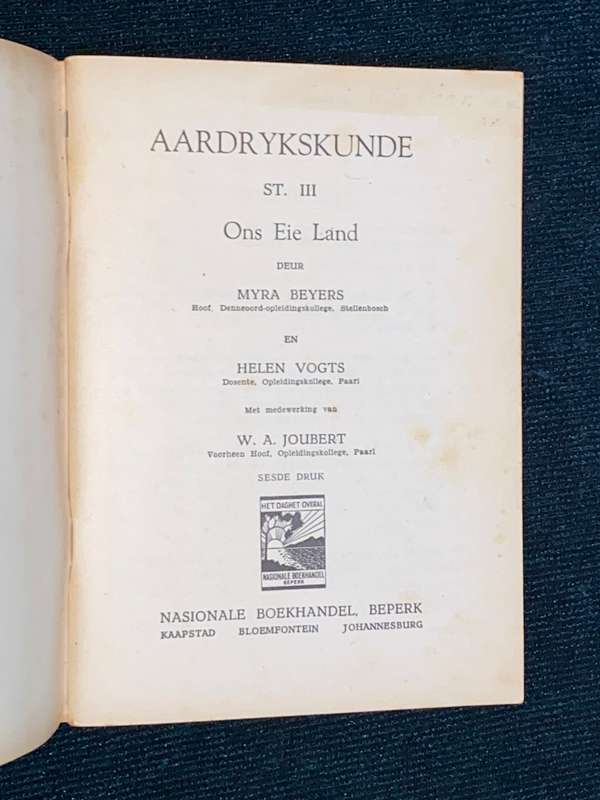 AARDRYKSKUNDE
ST. III
Ons Eie Land
DEUR
MYRA BEYERS
Hoof, Denneoord-opleidingskollege, Stellenbosch
EN
HELEN VOGTS
Dosente, Opleidingskollege, Paarl
Met medewerking van
W. A. JOUBERT
Voorheen Hoof, Opleidingskollege, Paarl
SESDE DRUK
HET DAGHET OVERAL
NASIONALE BOEKHANDEL
BEPERK
NASIONALE BOEKHANDEL, BEPERK
KAAPSTAD BLOEMFONTEIN JOHANNESBURG